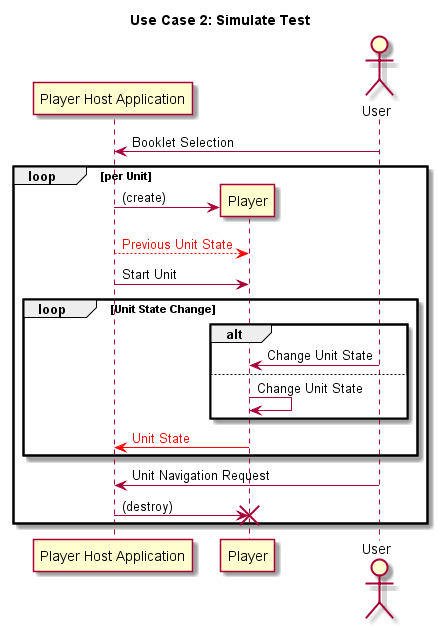 Use Case 2: Simulate Test
Player Host Application
User
Booklet Selection
loop [per Unit]
(create)
Player
Previous Unit State
Start Unit
loop [Unit State Change]
alt
Change Unit State
Change Unit State
Unit State
Unit Navigation Request
(destroy)
Player Host Application Player User